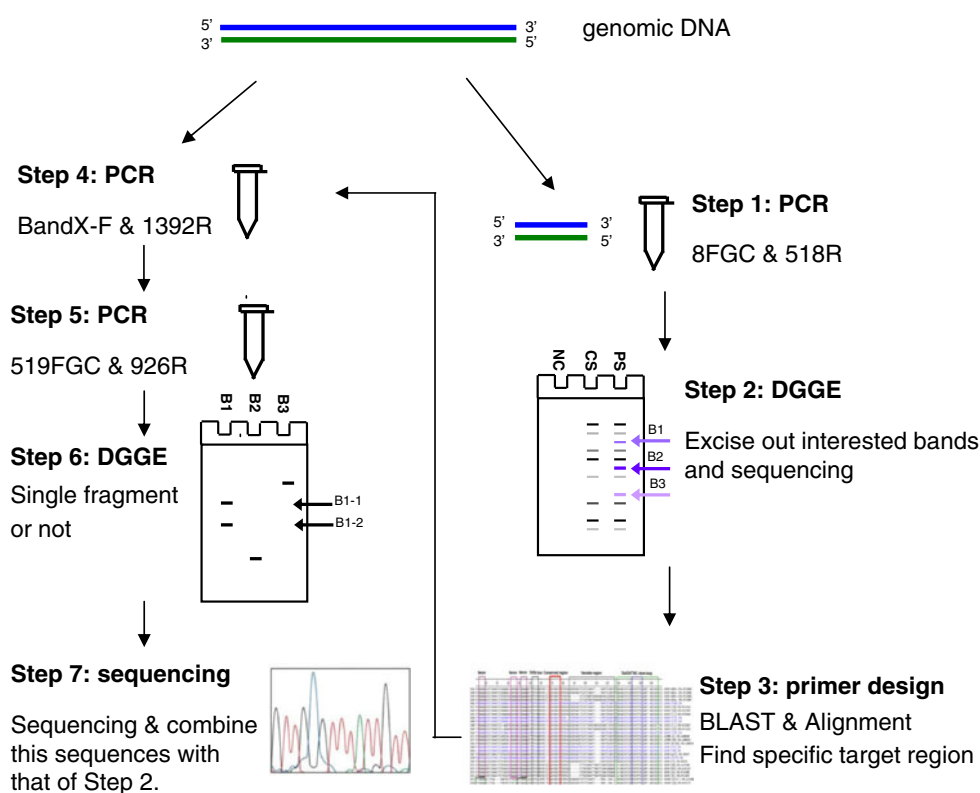 5’
3’
3’
5’
genomic DNA
Step 1: PCR
8FGC & 518R
5’
3’
3’
5’
NC
CS
PS
B1
B2
B3
Step 2: DGGE
Excise out interested bands
and sequencing
Step 3: primer design
BLAST & Alignment
Find specific target region
Step 4: PCR
BandX-F & 1392R
Step 5: PCR
519FGC & 926R
B1
B2
B3
B1-1
B1-2
Step 6: DGGE
Single fragment
or not
Step 7: sequencing
Sequencing & combine
this sequences with
that of Step 2.